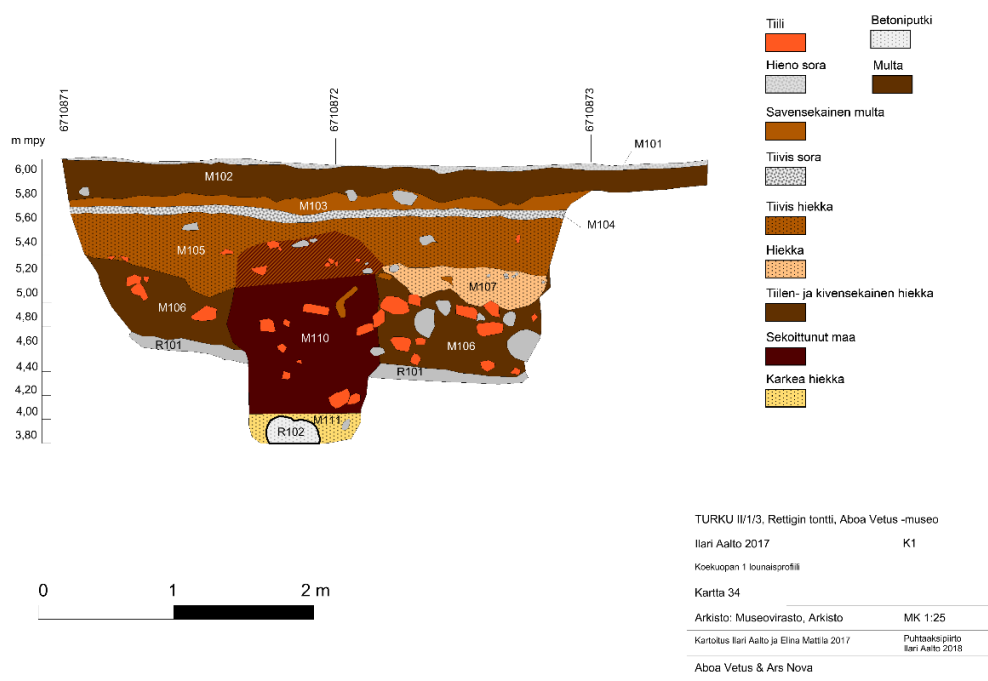 Tiili
Betoniputki
Hieno sora
Multa
Savensekainen multa
Tiivis sora
Tiivis hiekka
Hiekka
Tiilen- ja kivensekainen hiekka
Sekoittunut maa
Karkea hiekka
6710871
6710872
6710873
m mpy
M101
6,00
M102
5,80
M103
5,60
M104
5,40
M105
5,20
M107
5,00
M106
4,80
M110
M106
4,60
R101
4,40
R101
4,20
4,00
M111
3,80
R102
0 1 2 m
TURKU II/1/3, Rettigin tontti, Aboa Vetus -museo
Ilari Aalto 2017 K1
Koekuopan 1 lounaisprofiili
Kartta 34
Arkisto: Museovirasto, Arkisto MK 1:25
Kartoitus Ilari Aalto ja Elina Mattila 2017 Puhtaaksipiirto
Ilari Aalto 2018
Aboa Vetus & Ars Nova